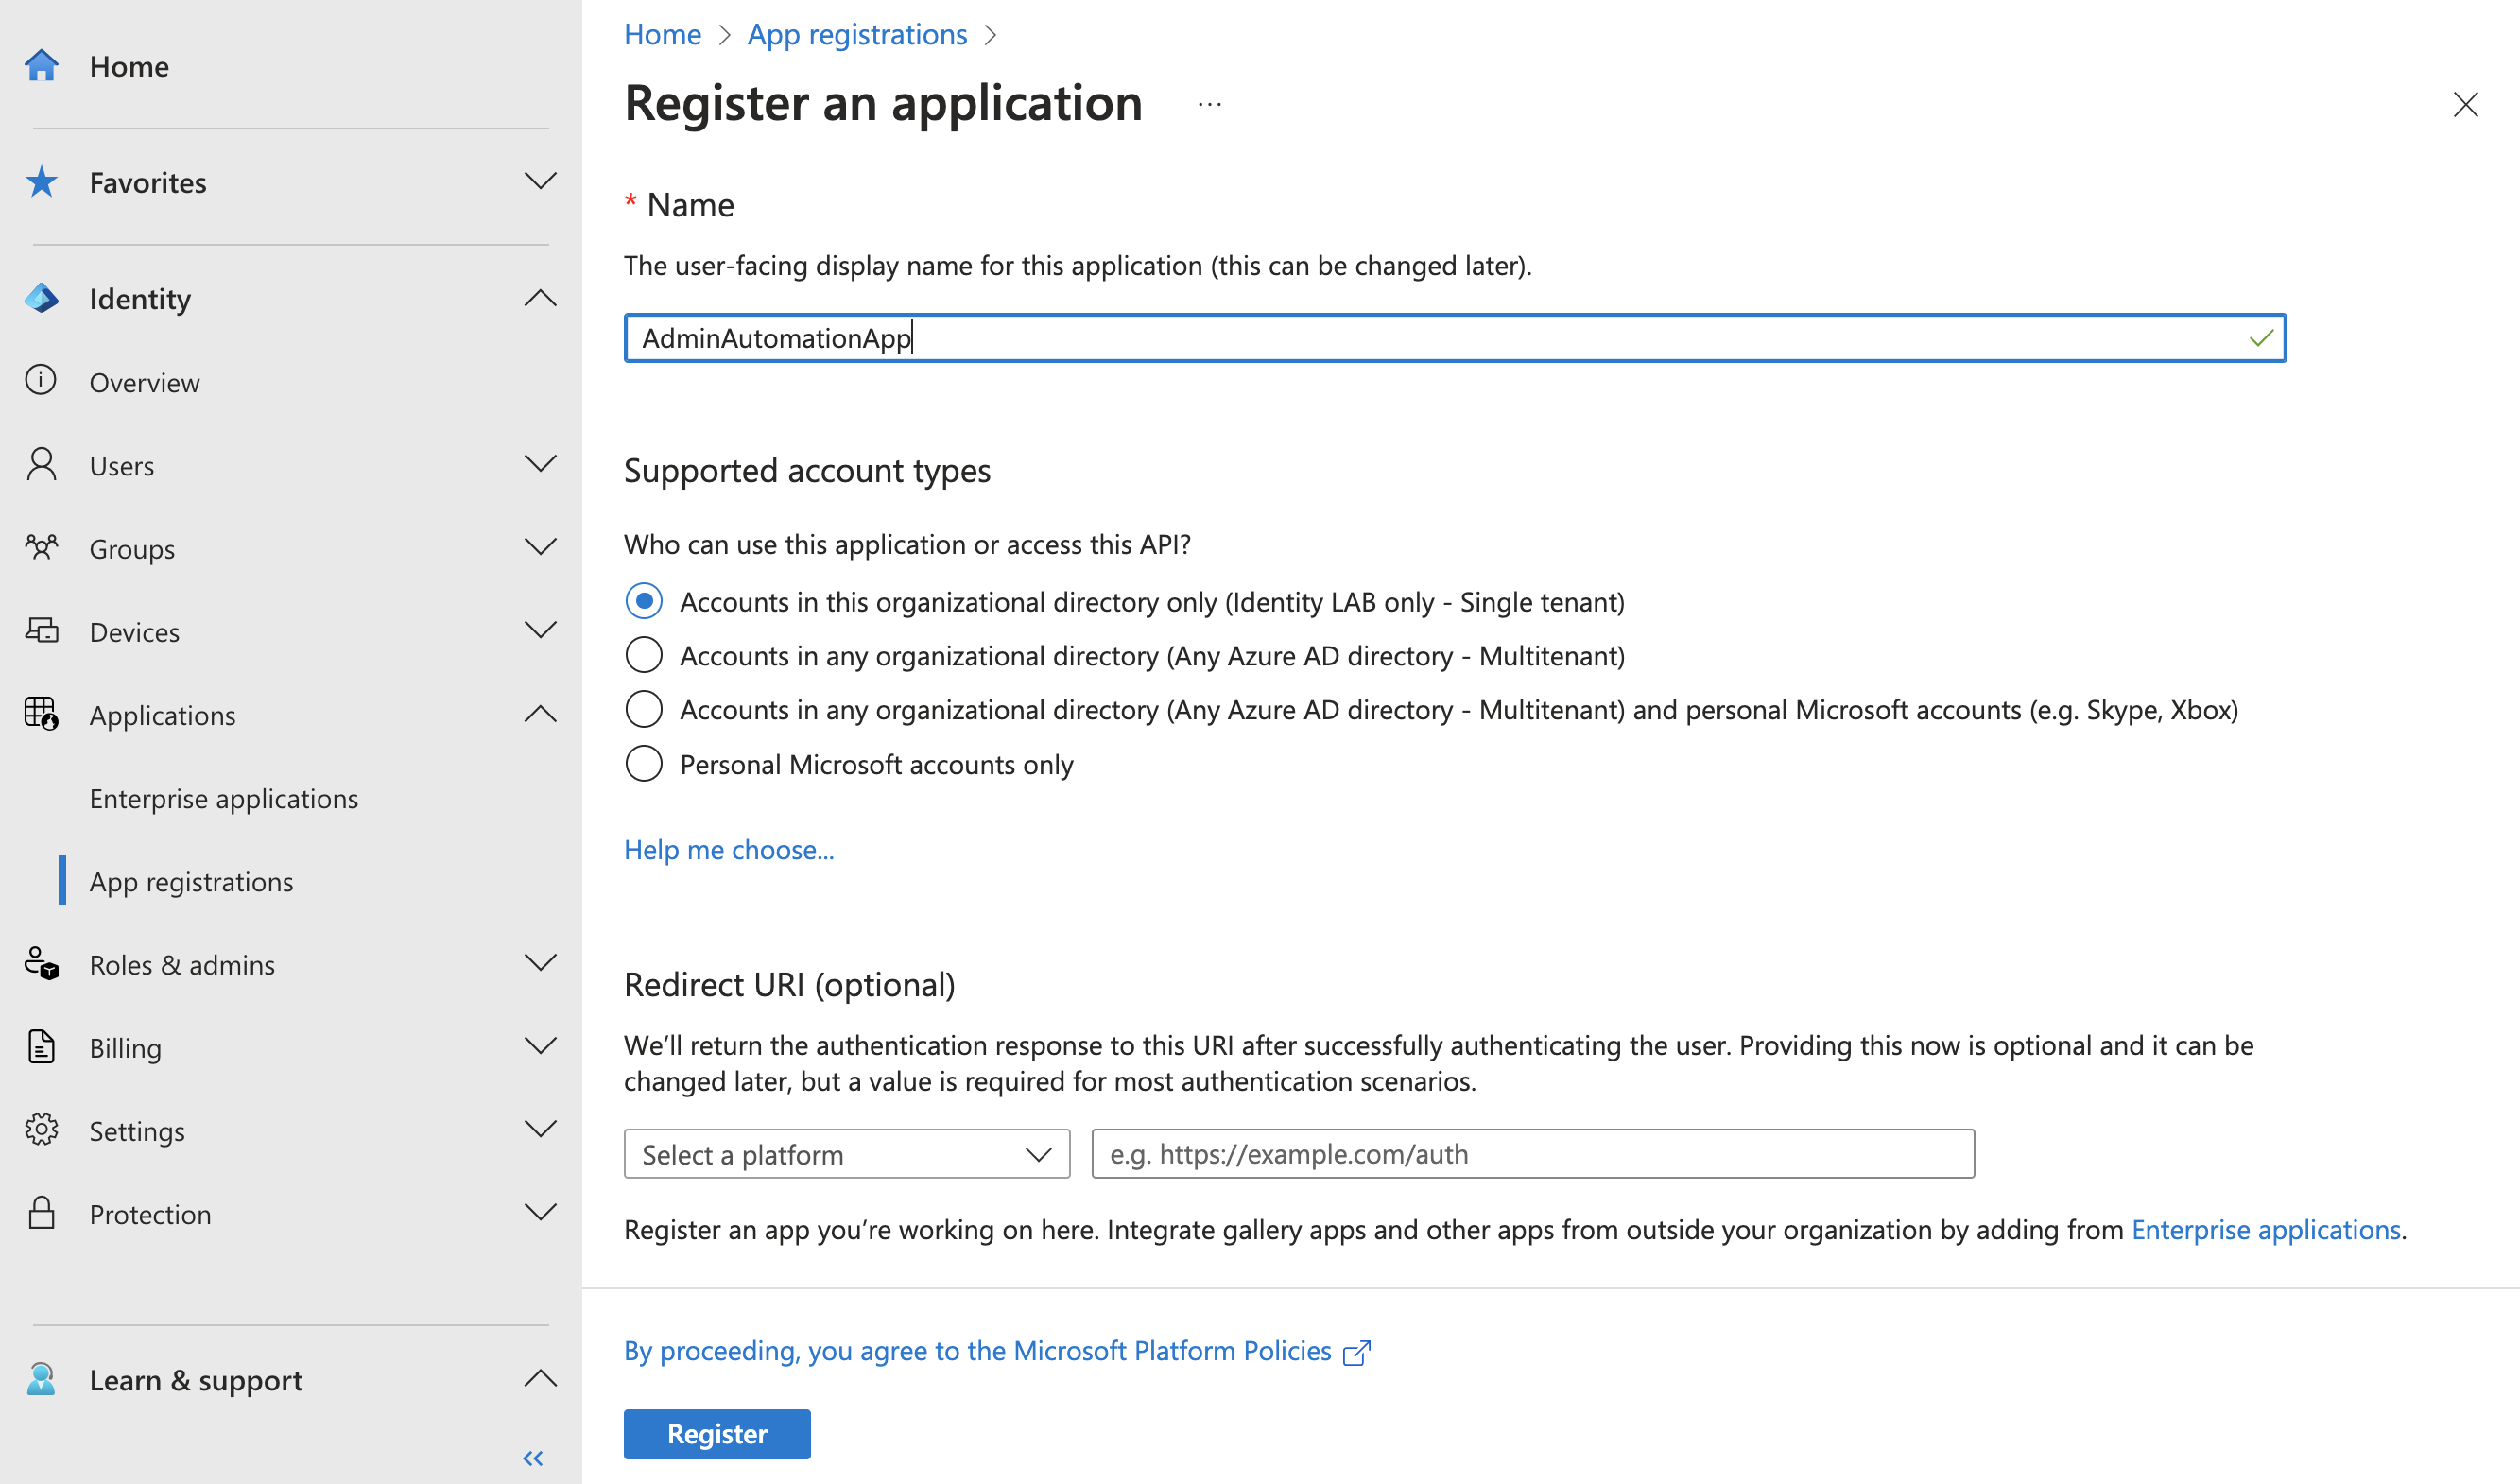 Home
Favorites
Identity
Overview
Users
Groups
Devices
Applications
Enterprise applications
App registrations
Roles & admins
Billing
Settings
Protection
Learn & support
Home > App registrations >
Register an application ...
* Name
The user-facing display name for this application (this can be changed later).
AdminAutomationApp
Supported account types
Who can use this application or access this API?
Accounts in this organizational directory only (Identity LAB only - Single tenant)
Accounts in any organizational directory (Any Azure AD directory - Multitenant)
Accounts in any organizational directory (Any Azure AD directory - Multitenant) and personal Microsoft accounts (e.g. Skype, Xbox)
Personal Microsoft accounts only
Help me choose...
Redirect URI (optional)
We’ll return the authentication response to this URI after successfully authenticating the user. Providing this now is optional and it can be
changed later, but a value is required for most authentication scenarios.
Select a platform
e.g. https://example.com/auth
Register an app you’re working on here. Integrate gallery apps and other apps from outside your organization by adding from Enterprise applications.
By proceeding, you agree to the Microsoft Platform Policies
Register